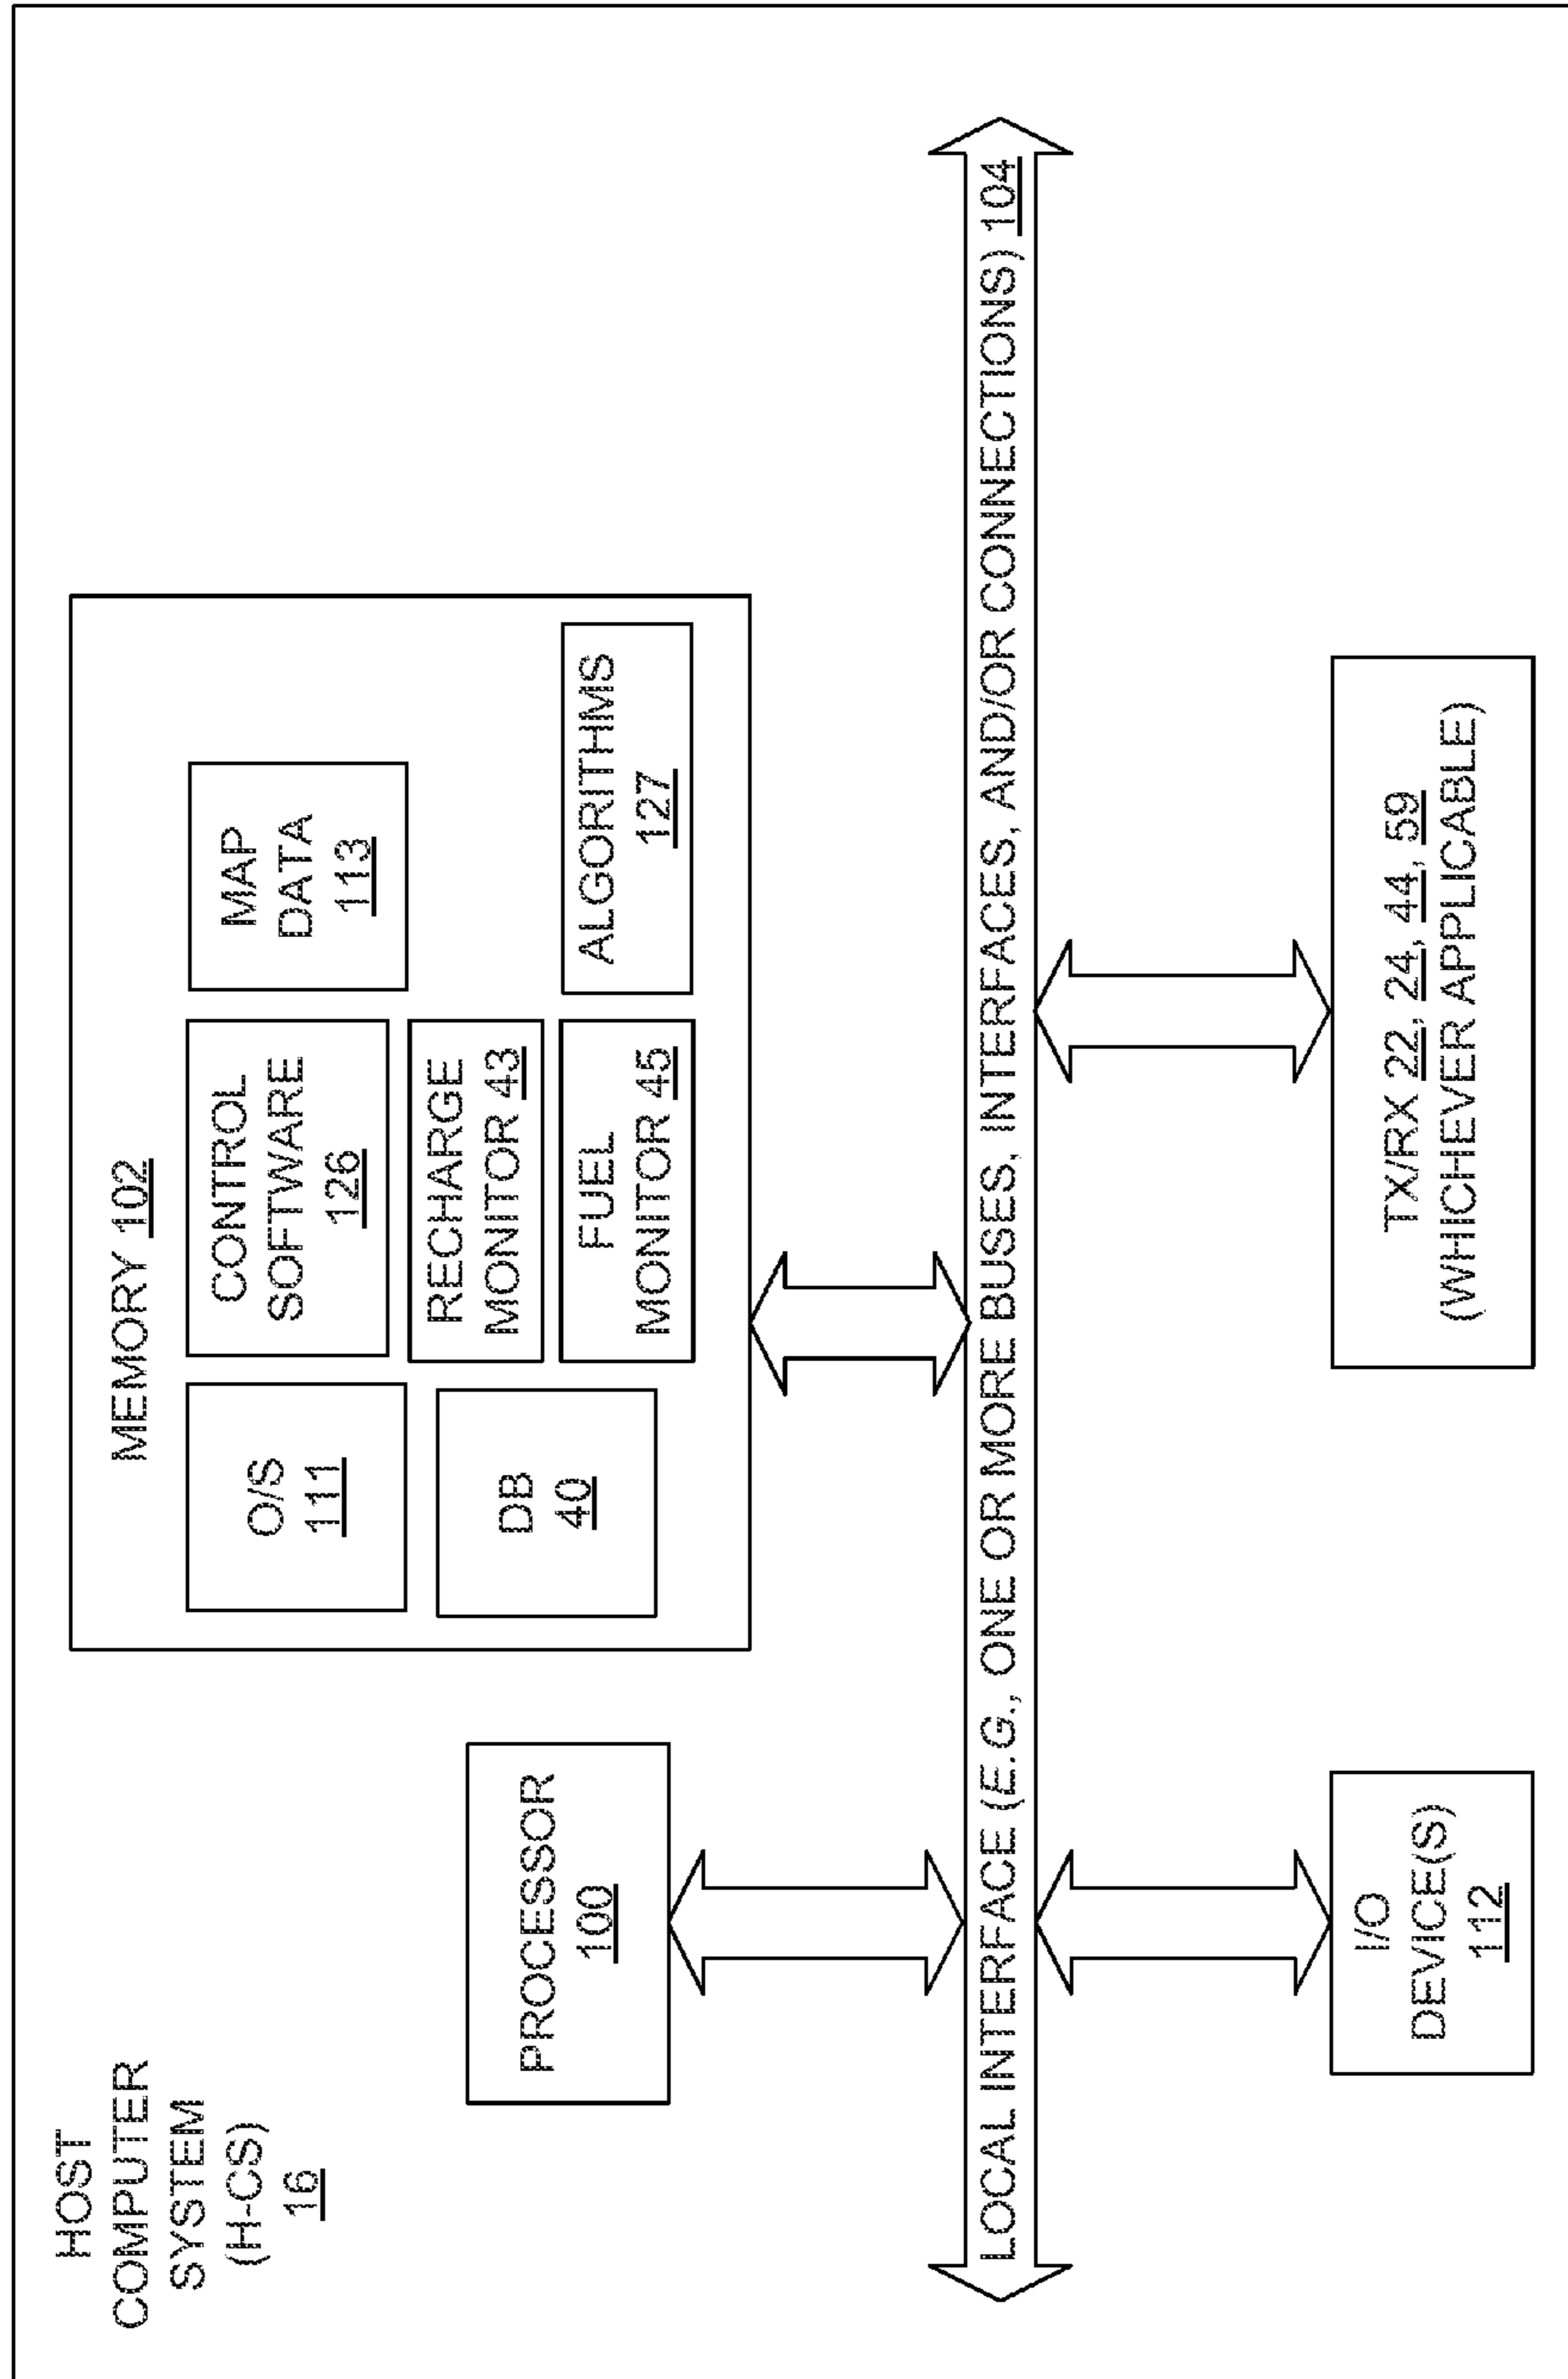 HOST
COMPUTER
SYSTEM
(H-CS)
16
MEMORY 102
O/S
111
CONTROL
SOFTWARE
126
MAP
DATA
113
DB
40
RECHARGE
MONITOR 43
FUEL
MONITOR 45
ALGORITHMS
127
PROCESSOR
100
LOCAL INTERFACE (E.G., ONE OR MORE BUSES, INTERFACES, AND/OR CONNECTIONS) 104
I/O
DEVICE(S)
112
TX/RX 22, 24, 44, 59
(WHICHEVER APPLICABLE)